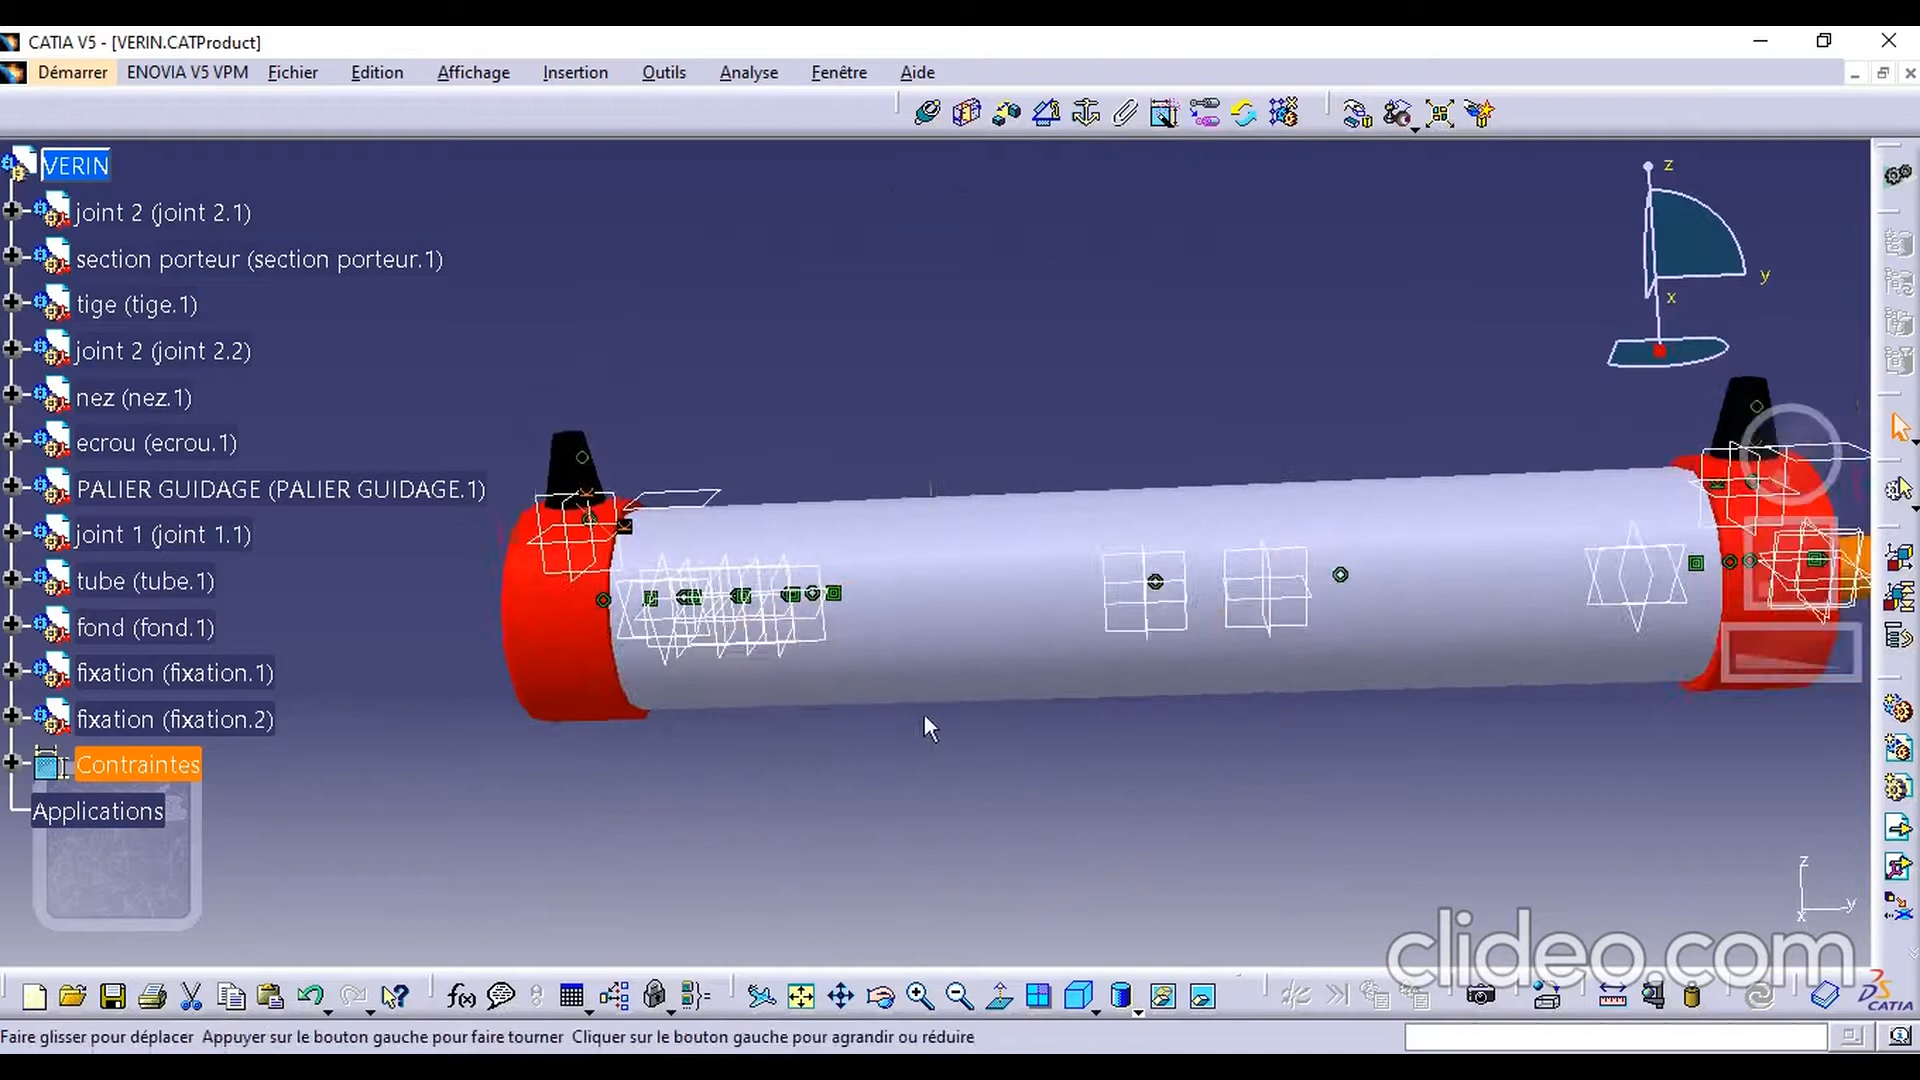 CATIA V5 - [VERIN.CATProduct]
Démarrer ENOVIA V5 VPM Fichier Edition Affichage Insertion Outils Analyse Fenêtre Aide
VERIN
joint 2 (joint 2.1)
section porteur (section porteur.1)
tige (tige.1)
joint 2 (joint 2.2)
nez (nez.1)
ecrou (ecrou.1)
PALIER GUIDAGE (PALIER GUIDAGE.1)
joint 1 (joint 1.1)
tube (tube.1)
fond (fond.1)
fixation (fixation.1)
fixation (fixation.2)
Contraintes
Applications
z
y
x
z
x y
clideo.com
f(x)
CATIA
Faire glisser pour déplacer Appuyer sur le bouton gauche pour faire tourner Cliquer sur le bouton gauche pour agrandir ou réduire